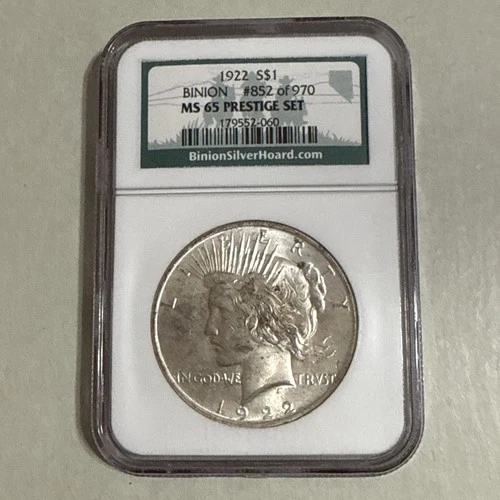 1922 S$1
BINION #852 of 970
MS 65 PRESTIGE SET
179552-060
BinionSilverHoard.com
LIBERTY
IN GOD WE TRVST
1922